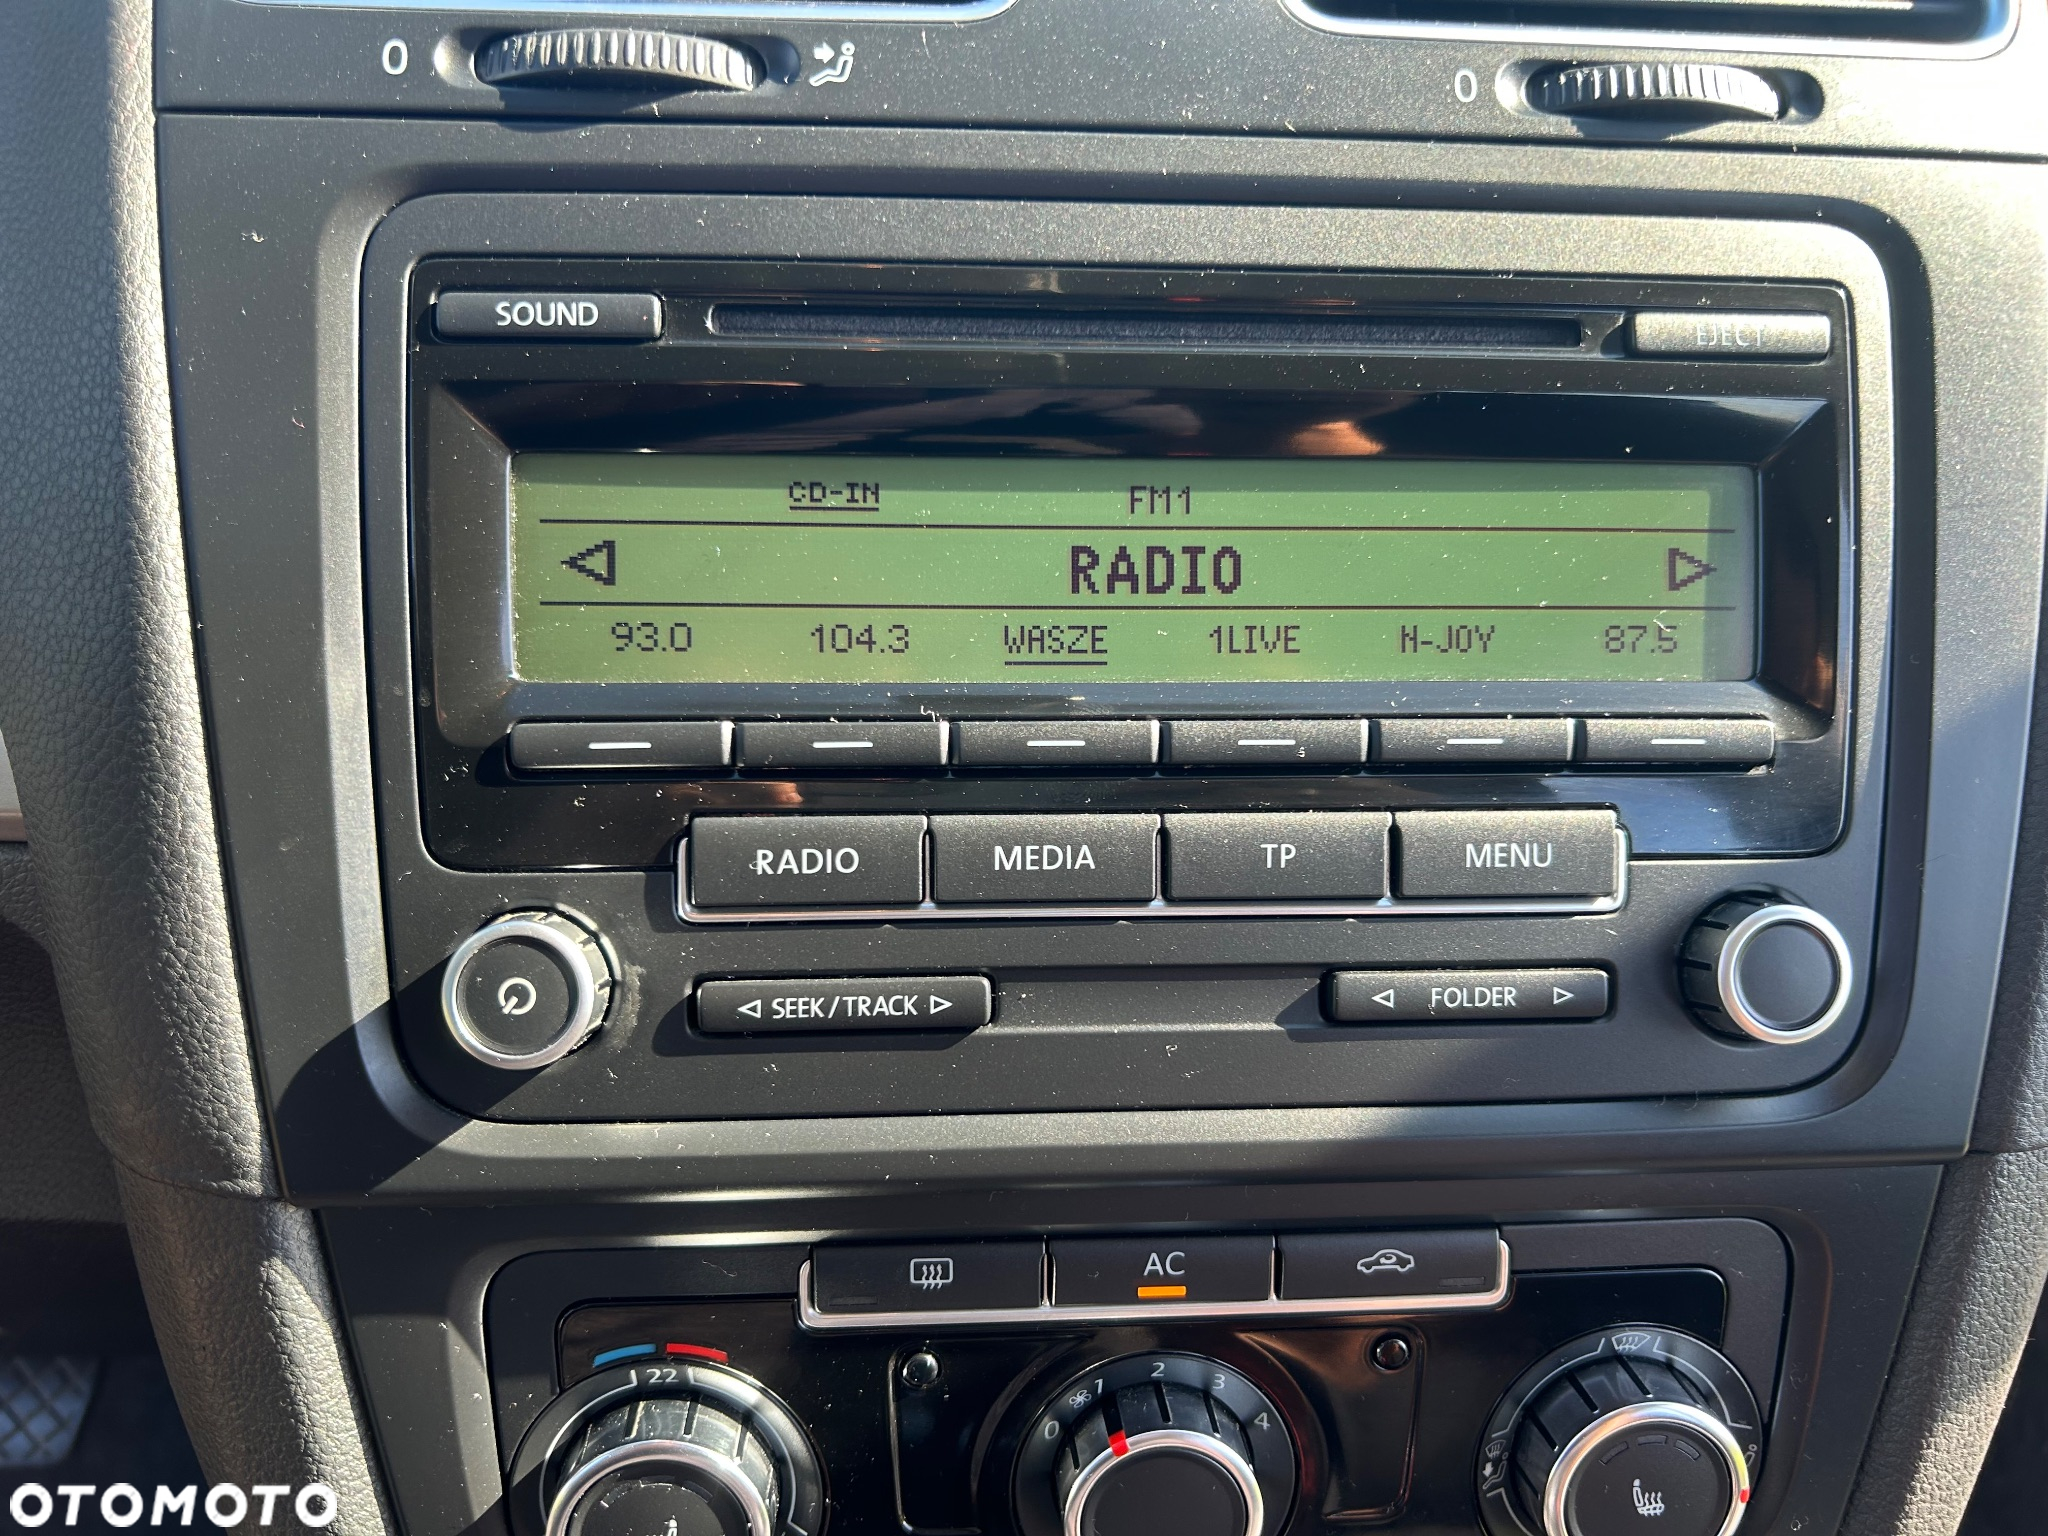 0
0
SOUND
EJECT
CD-IN FM1
RADIO
93.0 104.3 WASZE 1LIVE N-JOY 87.5
RADIO MEDIA TP MENU
SEEK/TRACK FOLDER
AC
22
0 1 2 3 4
OTOMOTO